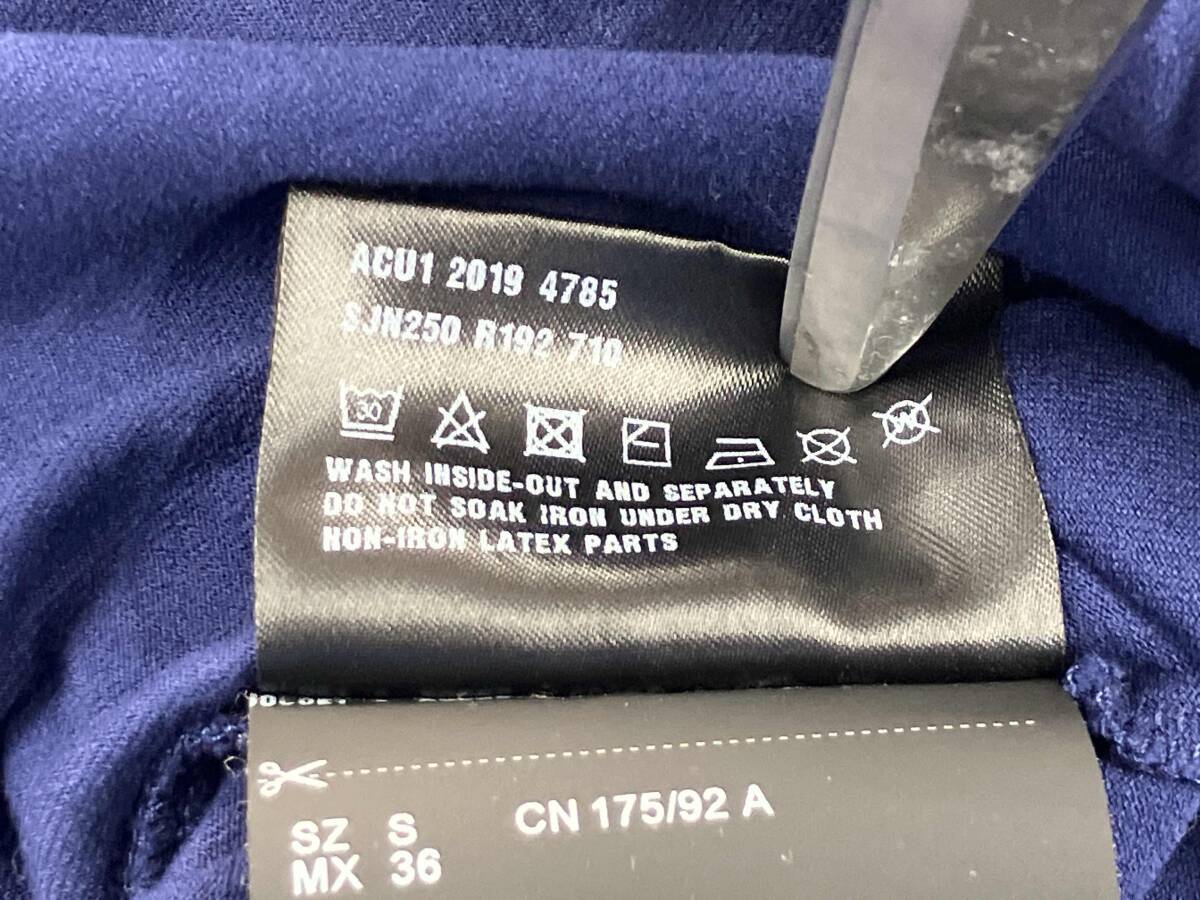 ACU1 2019 4785
SJN250 R192 710
30
W
WASH INSIDE-OUT AND SEPARATELY
DO NOT SOAK IRON UNDER DRY CLOTH
NON-IRON LATEX PARTS
SZ S CN 175/92 A
MX 36